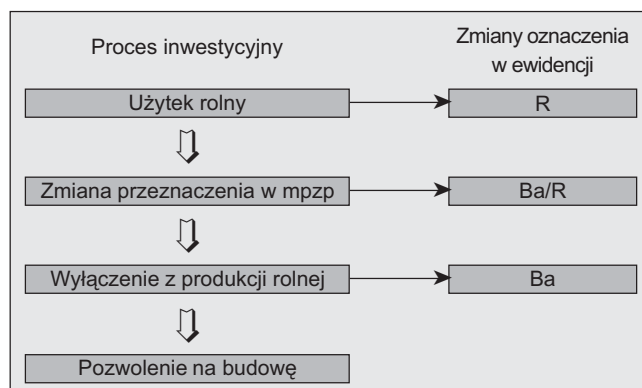 Proces inwestycyjny
Zmiany oznaczenia
w ewidencji
Użytek rolny
R
Zmiana przeznaczenia w mpzp
Ba/R
Wyłączenie z produkcji rolnej
Ba
Pozwolenie na budowę